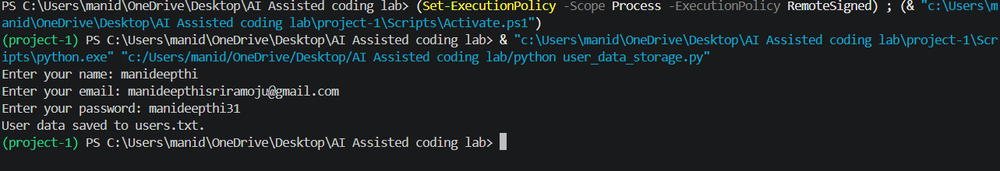 PS C:\Users\manid\OneDrive\Desktop\AI Assisted coding lab> (Set-ExecutionPolicy -Scope Process -ExecutionPolicy RemoteSigned) ; (& "c:\Users\m
anid\OneDrive\Desktop\AI Assisted coding lab\project-1\Scripts\Activate.ps1")
(project-1) PS C:\Users\manid\OneDrive\Desktop\AI Assisted coding lab> & "c:\Users\manid\OneDrive\Desktop\AI Assisted coding lab\project-1\Scr
ipts\python.exe" "c:/Users/manid/OneDrive/Desktop/AI Assisted coding lab/python user_data_storage.py"
Enter your name: manideepthi
Enter your email: manideepthisriramoju@gmail.com
Enter your password: manideepthi31
User data saved to users.txt.
(project-1) PS C:\Users\manid\OneDrive\Desktop\AI Assisted coding lab>